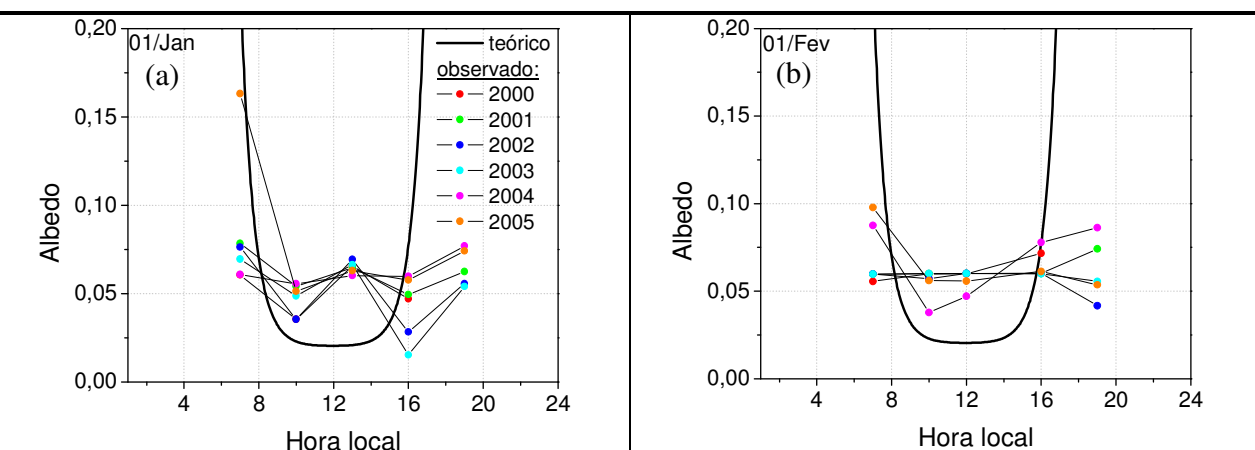 01/Jan
(a)
teórico
observado:
2000
2001
2002
2003
2004
2005
0,20
0,15
0,10
0,05
0,00
Albedo
4 8 12 16 20 24
Hora local
01/Fev
(b)
0,20
0,15
0,10
0,05
0,00
Albedo
4 8 12 16 20 24
Hora local